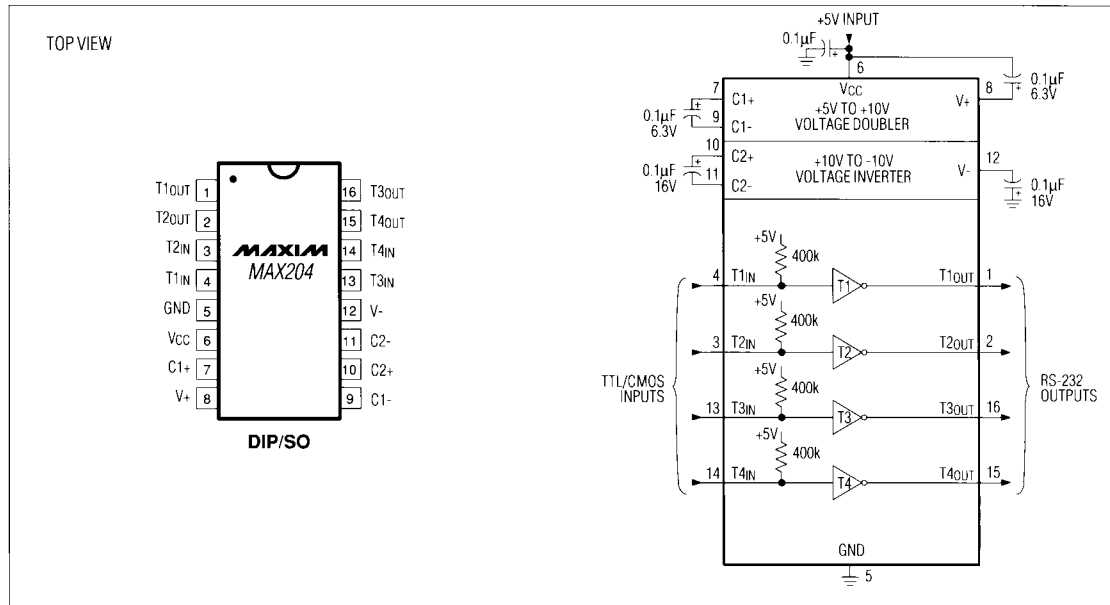 TOP VIEW
T1OUT 1
T2OUT 2
T2IN 3
T1IN 4
GND 5
VCC 6
C1+ 7
V+ 8
16 T3OUT
15 T4OUT
14 T4IN
13 T3IN
12 V-
11 C2-
10 C2+
9 C1-
MAXIM
MAX204
DIP/SO
+5V INPUT
0.1µF
+
6
VCC
+5V TO +10V
VOLTAGE DOUBLER
7 C1+
0.1µF
6.3V
+
9 C1-
V+ 8
0.1µF
6.3V
+
10 C2+
0.1µF
16V
+
11 C2-
+10V TO -10V
VOLTAGE INVERTER
V- 12
0.1µF
16V
+
+5V
400k
4 T1IN T1 T1OUT 1
+5V
400k
3 T2IN T2 T2OUT 2
TTL/CMOS
INPUTS
RS-232
OUTPUTS
+5V
400k
13 T3IN T3 T3OUT 16
+5V
400k
14 T4IN T4 T4OUT 15
GND
5